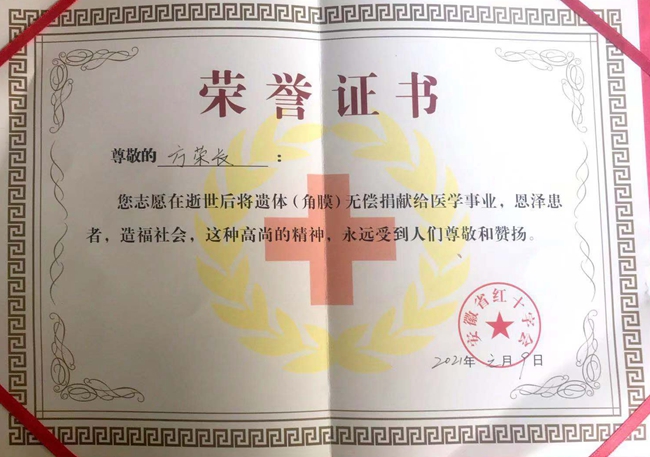 荣誉证书
尊敬的 方荣长 :
您志愿在逝世后将遗体(角膜)无偿捐献给医学事业,恩泽患
者,造福社会,这种高尚的精神,永远受到人们尊敬和赞扬。
安徽省红十字会
2021年元月9日